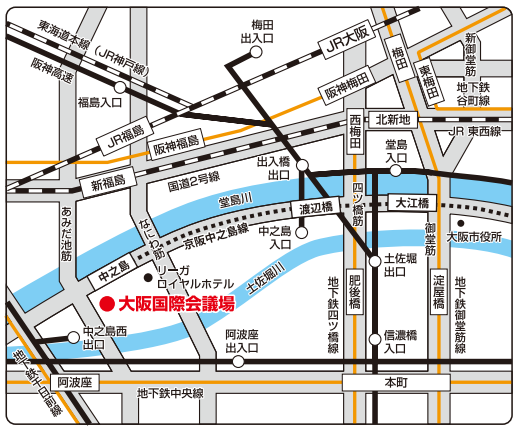 梅田
出入口
東海道本線（JR神戸線）
阪神高速
福島入口
JR大阪
梅田
東梅田
新御堂筋
地下鉄
谷町線
阪神梅田
JR福島
阪神福島
西梅田
北新地
JR 東西線
新福島
国道2号線
出入橋
出口
堂島
入口
あみだ池筋
なにわ筋
堂島川
渡辺橋
四ツ橋筋
大江橋
京阪中之島線
中之島
入口
御堂筋
大阪市役所
中之島
リーガ
ロイヤルホテル
土佐堀川
土佐堀
出口
大阪国際会議場
地下鉄四ツ橋線
肥後橋
淀屋橋
地下鉄御堂筋線
中之島西
出口
阿波座
出入口
信濃橋
入口
地下鉄千日前線
阿波座
地下鉄中央線
本町